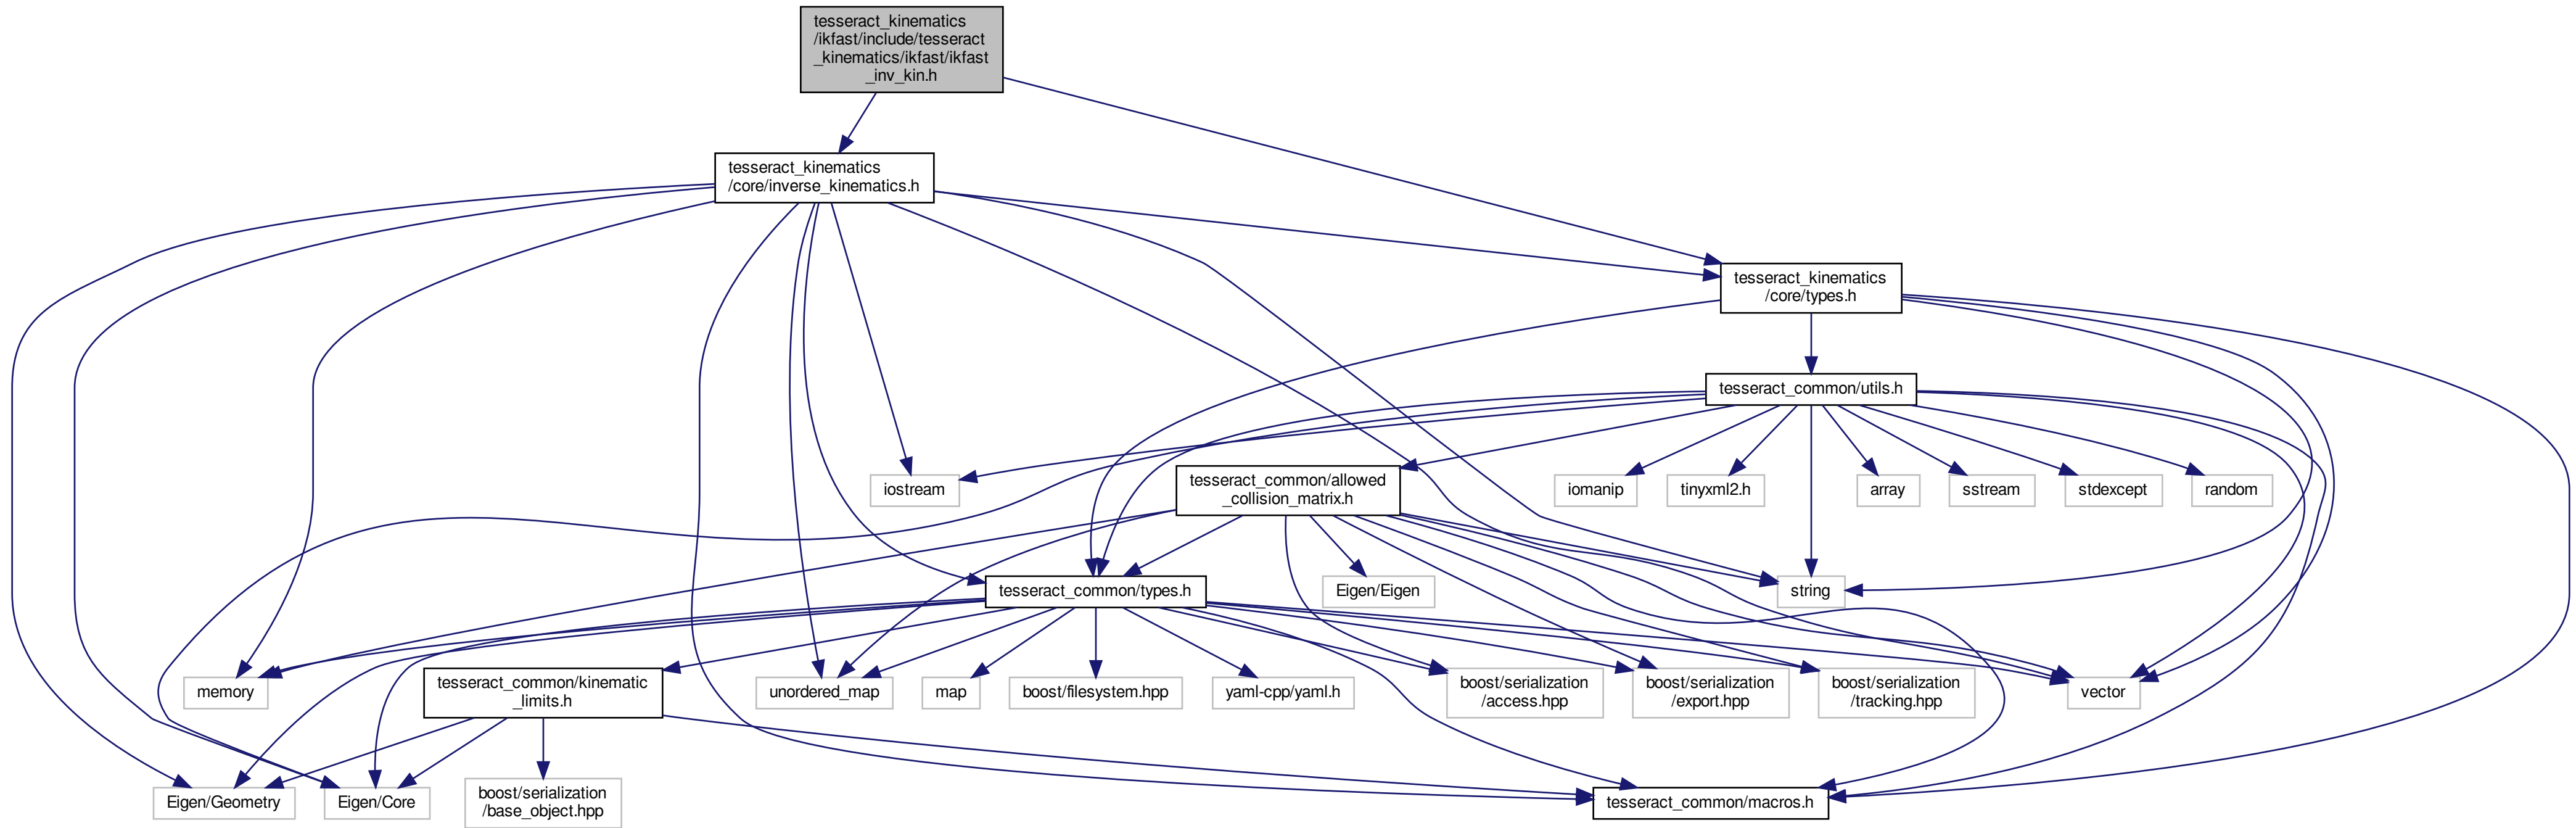 tesseract_kinematics
/ikfast/include/tesseract
_kinematics/ikfast/ikfast
_inv_kin.h
tesseract_kinematics
/core/inverse_kinematics.h
tesseract_kinematics
/core/types.h
tesseract_common/utils.h
iostream
tesseract_common/allowed
_collision_matrix.h
iomanip
tinyxml2.h
array
sstream
stdexcept
random
tesseract_common/types.h
Eigen/Eigen
string
memory
tesseract_common/kinematic
_limits.h
unordered_map
map
boost/filesystem.hpp
yaml-cpp/yaml.h
boost/serialization
/access.hpp
boost/serialization
/export.hpp
boost/serialization
/tracking.hpp
vector
Eigen/Geometry
Eigen/Core
boost/serialization
/base_object.hpp
tesseract_common/macros.h